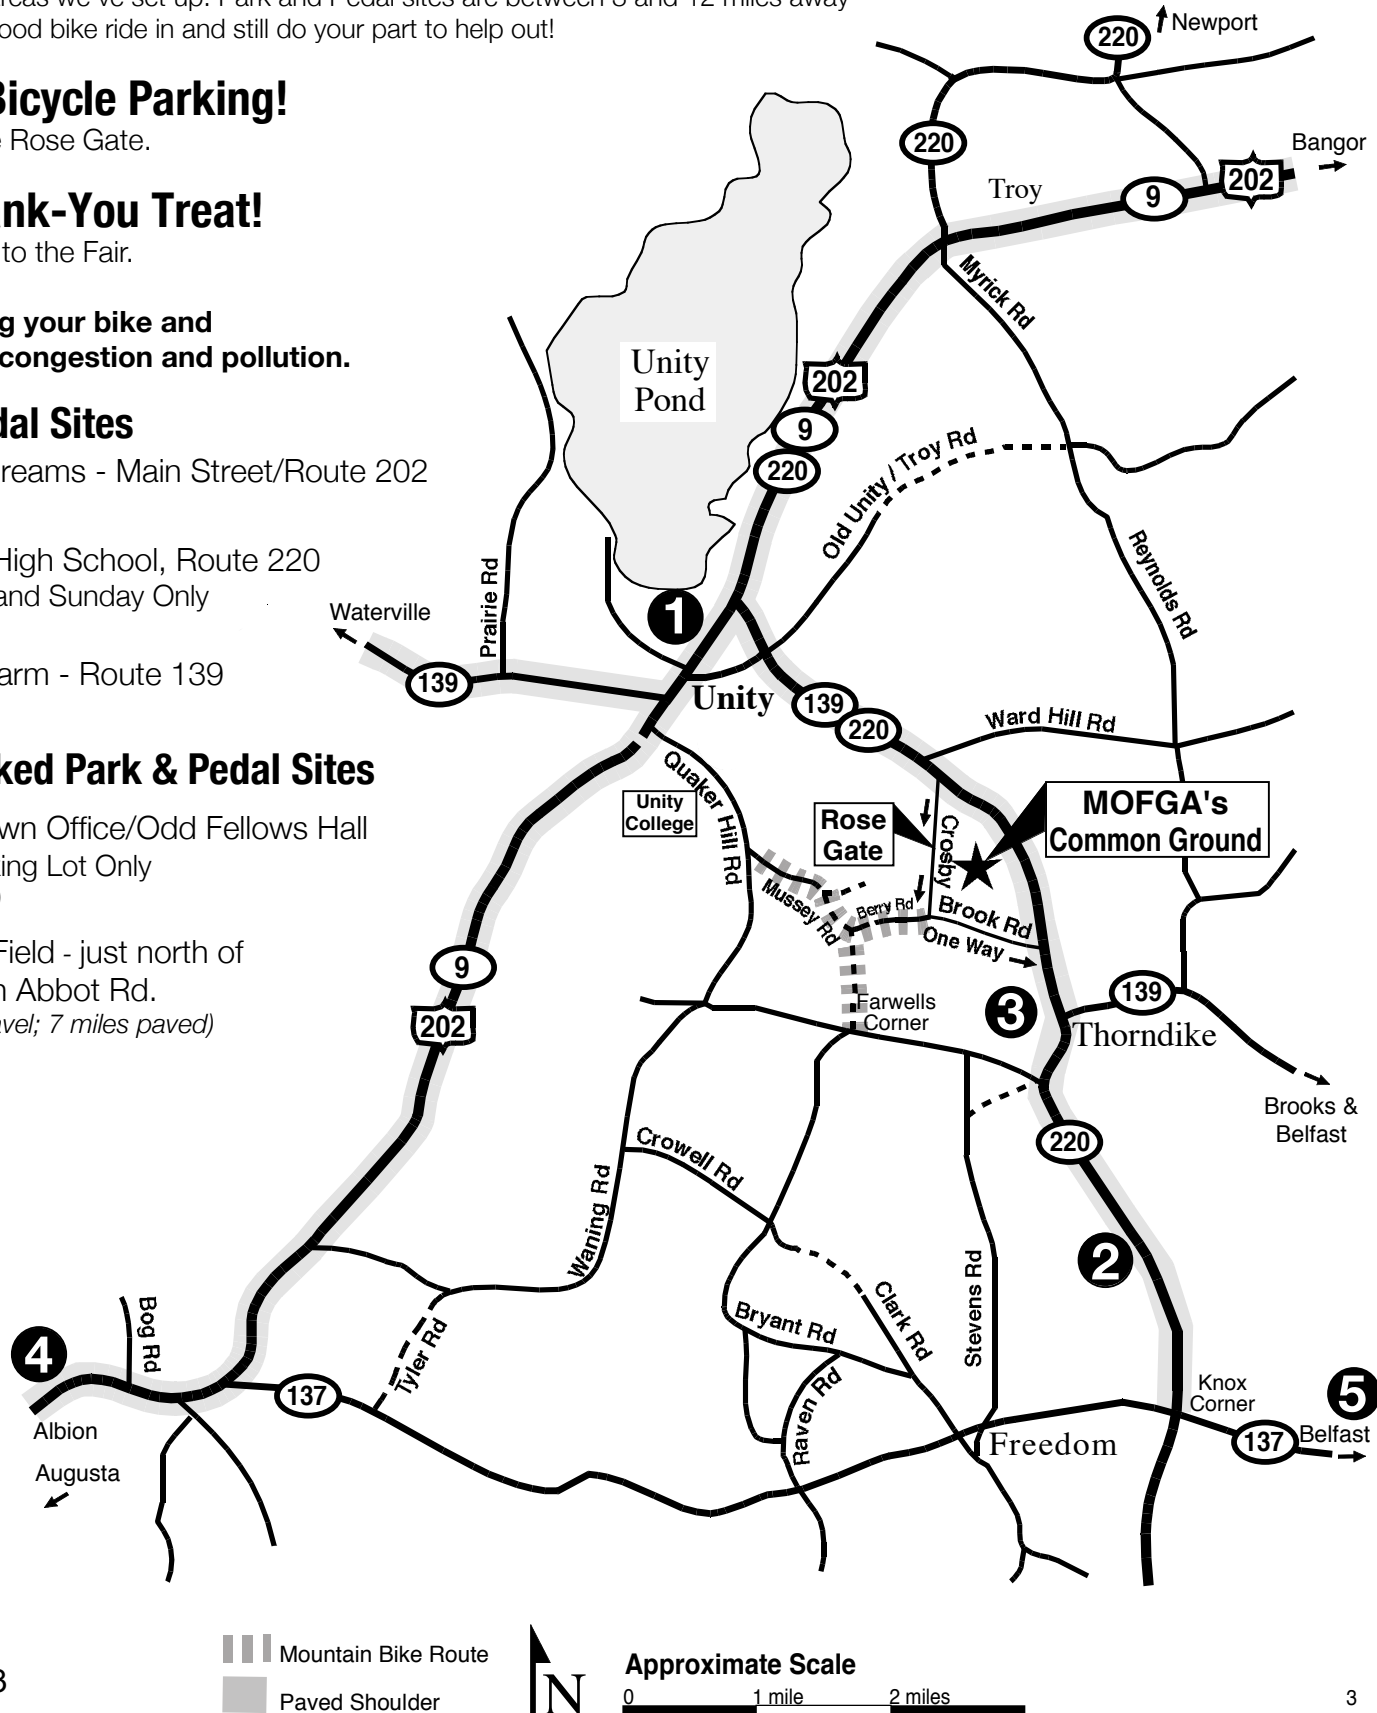 reas we've set up. Park and Pedal sites are between 3 and 12 miles away
ood bike ride in and still do your part to help out!
Bicycle Parking!
Rose Gate.
nk-You Treat!
to the Fair.
g your bike and
congestion and pollution.
dal Sites
reams - Main Street/Route 202
High School, Route 220
and Sunday Only
arm - Route 139
ked Park & Pedal Sites
wn Office/Odd Fellows Hall
ing Lot Only
)
Field - just north of
n Abbot Rd.
avel; 7 miles paved)
220
Newport
220
Troy
Bangor
9
202
Myrick Rd
Unity
Pond
202
9
220
Old Unity / Troy Rd
Reynolds Rd
Waterville
Prairie Rd
1
139
Unity
139
220
Ward Hill Rd
Quaker Hill Rd
Unity
College
Rose
Gate
Crosby
MOFGA's
Common Ground
Mussey Rd
Berry Rd
Brook Rd
One Way
9
202
Farwells
Corner
3
139
Thorndike
Brooks &
Belfast
220
Crowell Rd
Waning Rd
2
Stevens Rd
Clark Rd
Bryant Rd
Raven Rd
Bog Rd
Tyler Rd
4
137
Albion
Augusta
Knox
Corner
5
137
Belfast
Freedom
Mountain Bike Route
Paved Shoulder
N
Approximate Scale
0 1 mile 2 miles
3
3